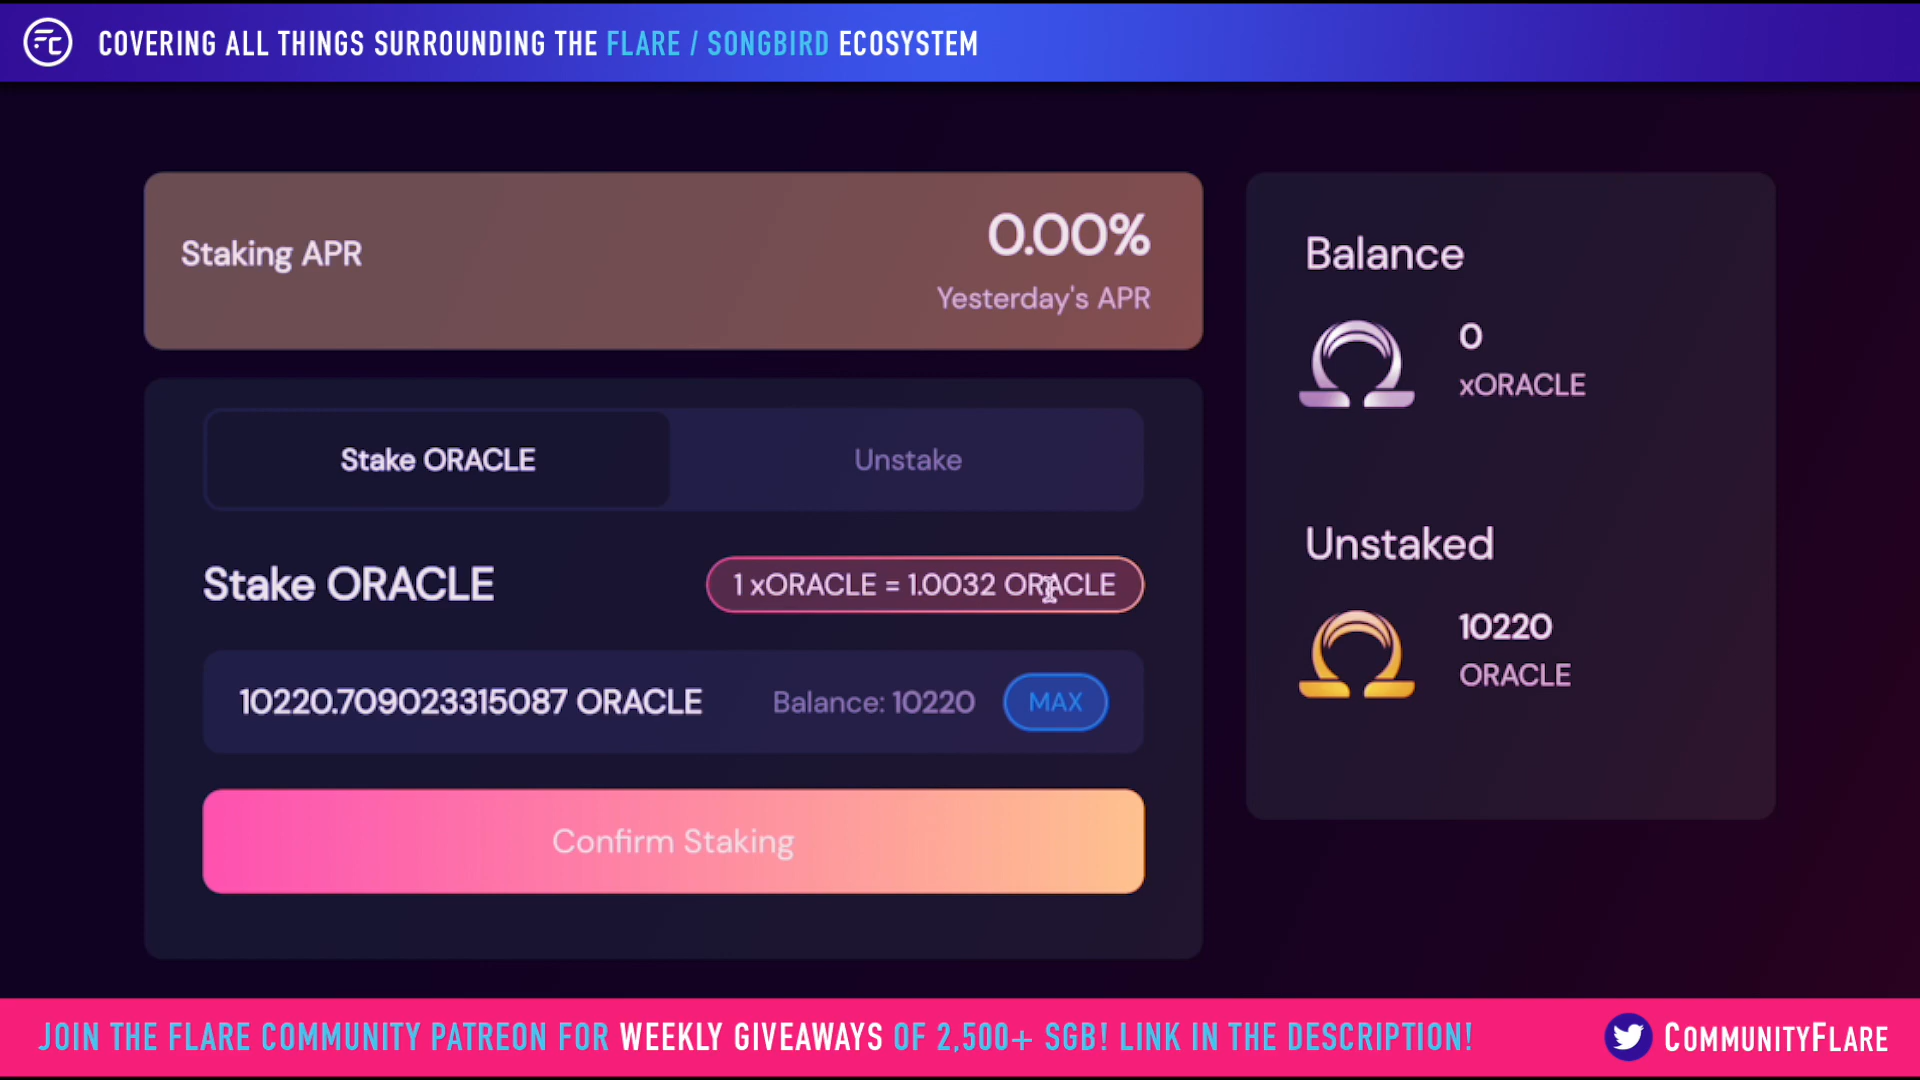 FC COVERING ALL THINGS SURROUNDING THE FLARE / SONGBIRD ECOSYSTEM
Staking APR
0.00%
Yesterday's APR
Stake ORACLE
Unstake
Stake ORACLE
1 xORACLE = 1.0032 ORACLE
10220.709023315087 ORACLE
Balance: 10220
MAX
Confirm Staking
Balance
0
xORACLE
Unstaked
10220
ORACLE
JOIN THE FLARE COMMUNITY PATREON FOR WEEKLY GIVEAWAYS OF 2,500+ SGB! LINK IN THE DESCRIPTION!
COMMUNITYFLARE